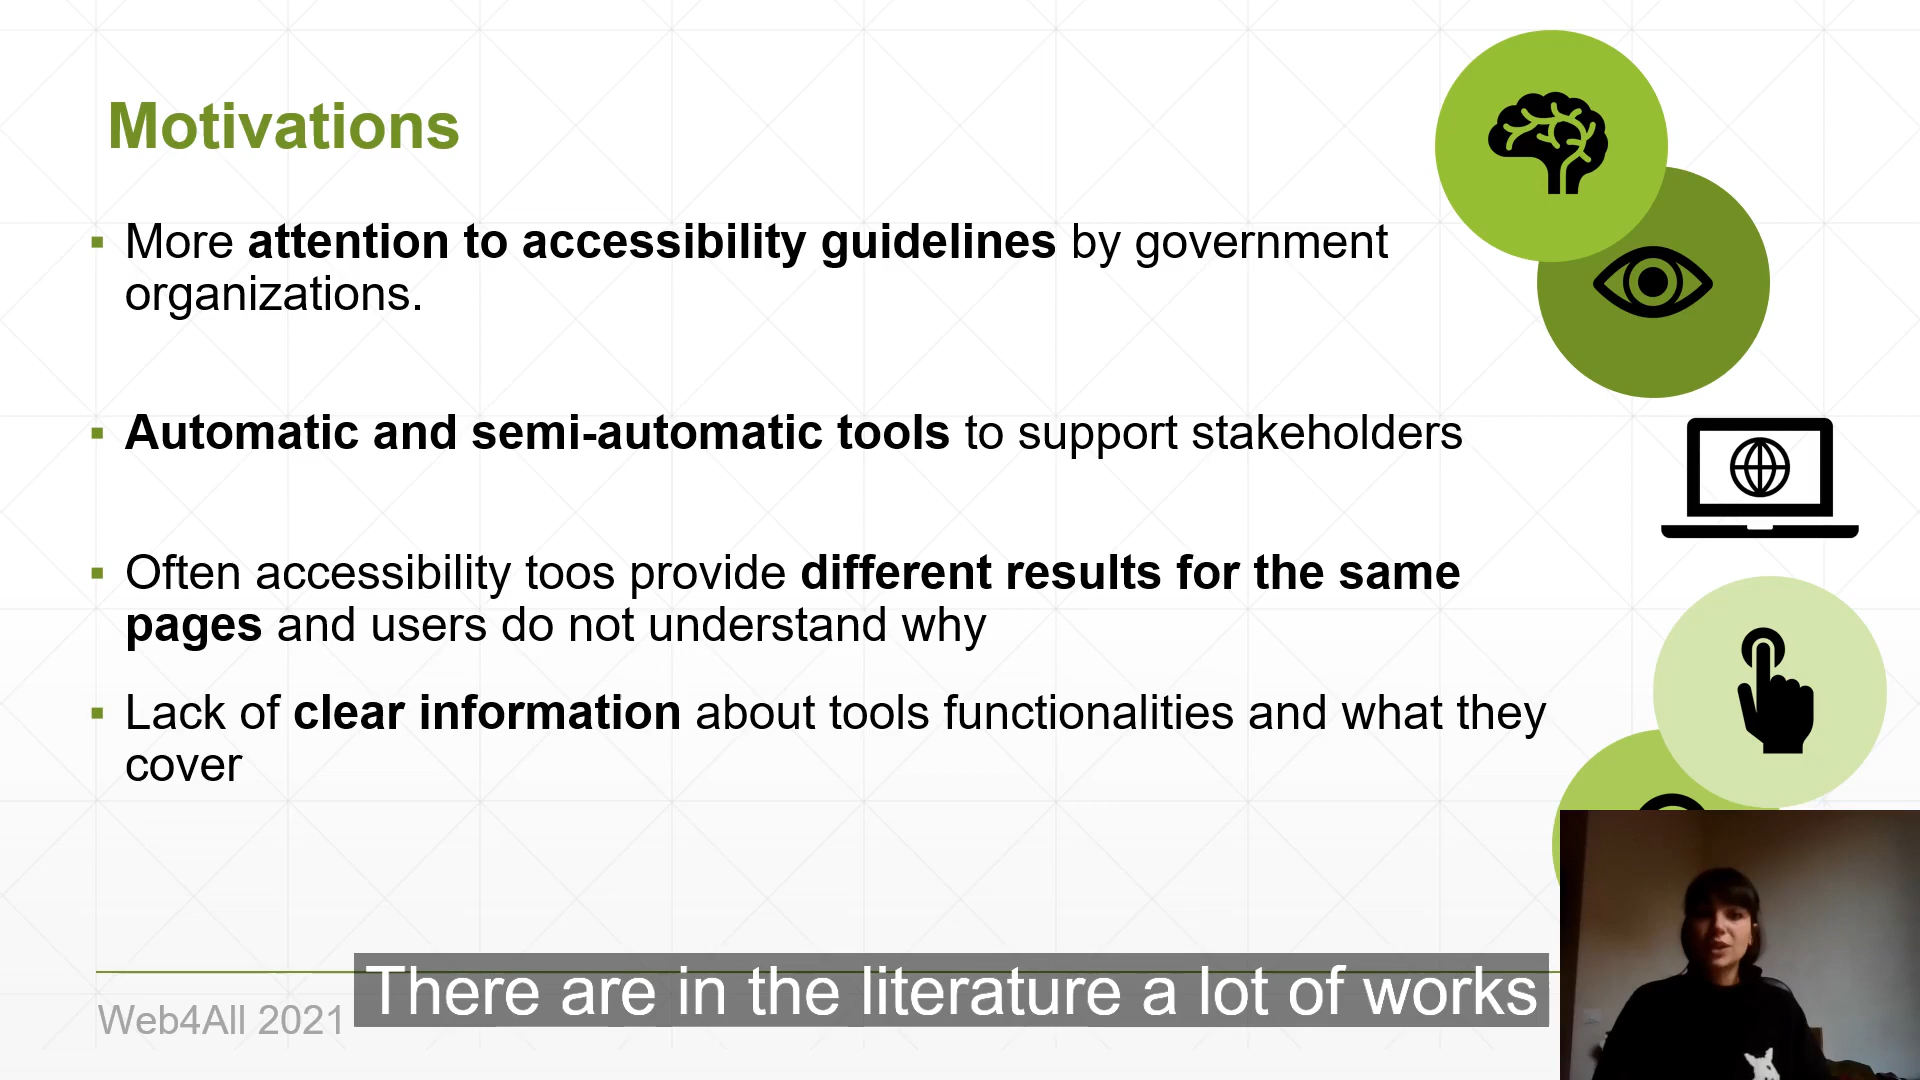 Motivations
▪ More attention to accessibility guidelines by government
organizations.
▪ Automatic and semi-automatic tools to support stakeholders
▪ Often accessibility toos provide different results for the same
pages and users do not understand why
▪ Lack of clear information about tools functionalities and what they
cover
There are in the literature a lot of works
Web4All 2021